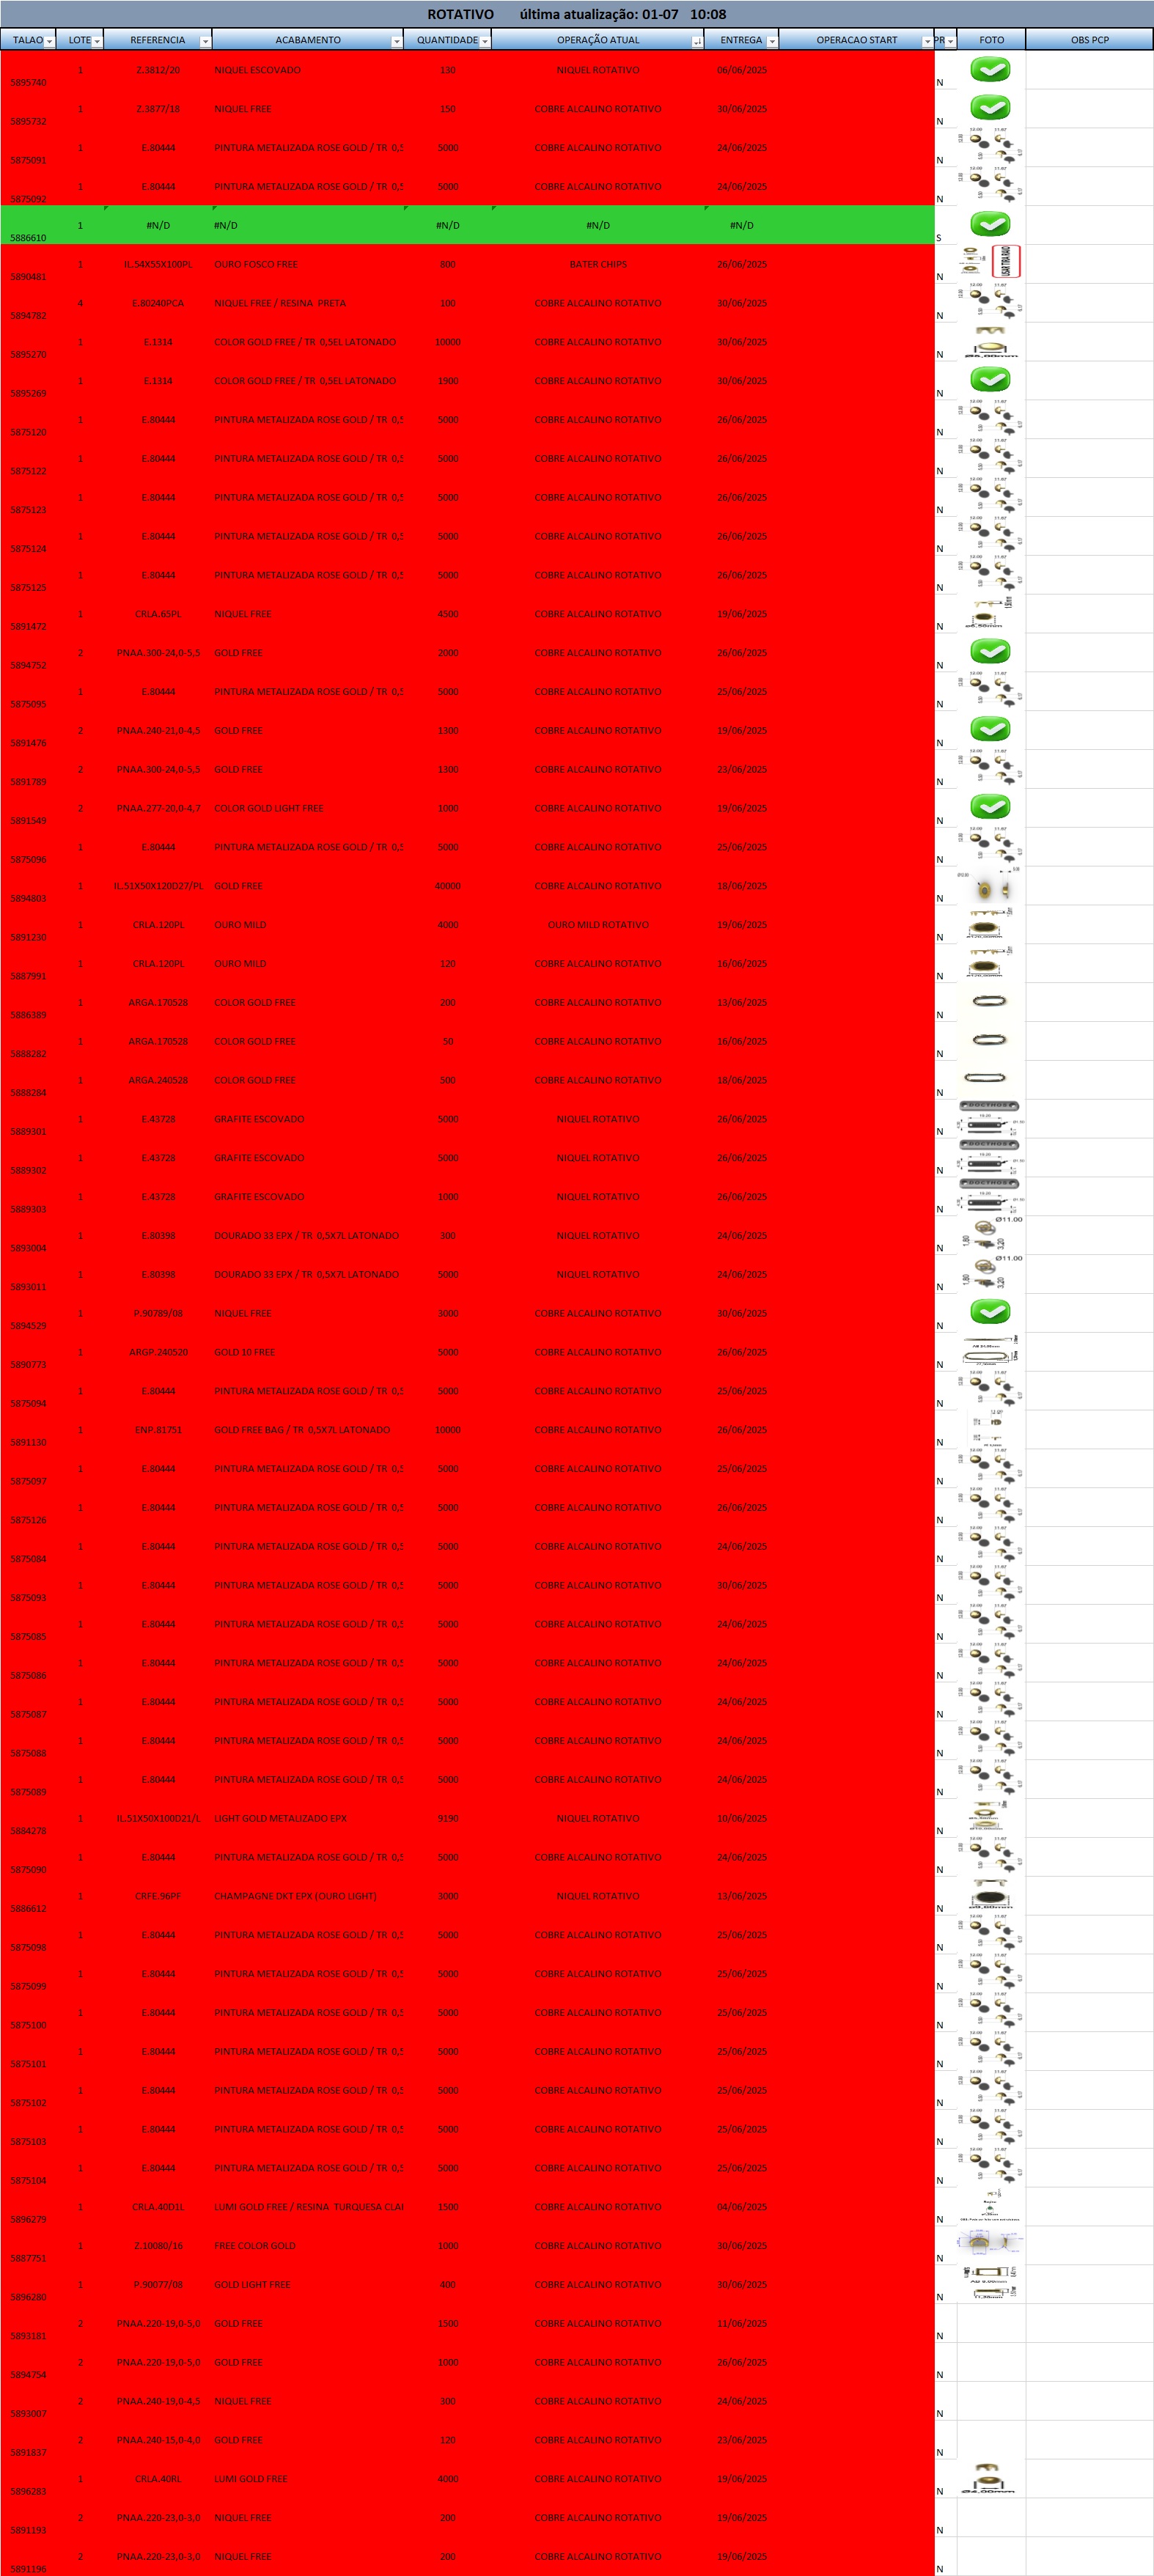 ROTATIVO última atualização: 01-07 10:08
TALAO LOTE REFERENCIA ACABAMENTO QUANTIDADE OPERAÇÃO ATUAL ENTREGA OPERACAO START PR FOTO OBS PCP
5895740 1 Z.3812/20 NIQUEL ESCOVADO 130 NIQUEL ROTATIVO 06/06/2025 N
5895732 1 Z.3877/18 NIQUEL FREE 150 COBRE ALCALINO ROTATIVO 30/06/2025 N
5875091 1 E.80444 PINTURA METALIZADA ROSE GOLD / TR 0,5 5000 COBRE ALCALINO ROTATIVO 24/06/2025 N
5875092 1 E.80444 PINTURA METALIZADA ROSE GOLD / TR 0,5 5000 COBRE ALCALINO ROTATIVO 24/06/2025 N
5886610 1 #N/D #N/D #N/D #N/D #N/D S
5890481 1 IL.54X55X100PL OURO FOSCO FREE 800 BATER CHIPS 26/06/2025 N
5894782 4 E.80240PCA NIQUEL FREE / RESINA PRETA 100 COBRE ALCALINO ROTATIVO 30/06/2025 N
5895270 1 E.1314 COLOR GOLD FREE / TR 0,5EL LATONADO 10000 COBRE ALCALINO ROTATIVO 30/06/2025 N
5895269 1 E.1314 COLOR GOLD FREE / TR 0,5EL LATONADO 1900 COBRE ALCALINO ROTATIVO 30/06/2025 N
5875120 1 E.80444 PINTURA METALIZADA ROSE GOLD / TR 0,5 5000 COBRE ALCALINO ROTATIVO 26/06/2025 N
5875122 1 E.80444 PINTURA METALIZADA ROSE GOLD / TR 0,5 5000 COBRE ALCALINO ROTATIVO 26/06/2025 N
5875123 1 E.80444 PINTURA METALIZADA ROSE GOLD / TR 0,5 5000 COBRE ALCALINO ROTATIVO 26/06/2025 N
5875124 1 E.80444 PINTURA METALIZADA ROSE GOLD / TR 0,5 5000 COBRE ALCALINO ROTATIVO 26/06/2025 N
5875125 1 E.80444 PINTURA METALIZADA ROSE GOLD / TR 0,5 5000 COBRE ALCALINO ROTATIVO 26/06/2025 N
5891472 1 CRLA.65PL NIQUEL FREE 4500 COBRE ALCALINO ROTATIVO 19/06/2025 N
5894752 2 PNAA.300-24,0-5,5 GOLD FREE 2000 COBRE ALCALINO ROTATIVO 26/06/2025 N
5875095 1 E.80444 PINTURA METALIZADA ROSE GOLD / TR 0,5 5000 COBRE ALCALINO ROTATIVO 25/06/2025 N
5891476 2 PNAA.240-21,0-4,5 GOLD FREE 1300 COBRE ALCALINO ROTATIVO 19/06/2025 N
5891789 2 PNAA.300-24,0-5,5 GOLD FREE 1300 COBRE ALCALINO ROTATIVO 23/06/2025 N
5891549 2 PNAA.277-20,0-4,7 COLOR GOLD LIGHT FREE 1000 COBRE ALCALINO ROTATIVO 19/06/2025 N
5875096 1 E.80444 PINTURA METALIZADA ROSE GOLD / TR 0,5 5000 COBRE ALCALINO ROTATIVO 25/06/2025 N
5894803 1 IL.51X50X120D27/PL GOLD FREE 40000 COBRE ALCALINO ROTATIVO 18/06/2025 N
5891230 1 CRLA.120PL OURO MILD 4000 OURO MILD ROTATIVO 19/06/2025 N
5887991 1 CRLA.120PL OURO MILD 120 COBRE ALCALINO ROTATIVO 16/06/2025 N
5886389 1 ARGA.170528 COLOR GOLD FREE 200 COBRE ALCALINO ROTATIVO 13/06/2025 N
5888282 1 ARGA.170528 COLOR GOLD FREE 50 COBRE ALCALINO ROTATIVO 16/06/2025 N
5888284 1 ARGA.240528 COLOR GOLD FREE 500 COBRE ALCALINO ROTATIVO 18/06/2025 N
5889301 1 E.43728 GRAFITE ESCOVADO 5000 NIQUEL ROTATIVO 26/06/2025 N
5889302 1 E.43728 GRAFITE ESCOVADO 5000 NIQUEL ROTATIVO 26/06/2025 N
5889303 1 E.43728 GRAFITE ESCOVADO 1000 NIQUEL ROTATIVO 26/06/2025 N
5893004 1 E.80398 DOURADO 33 EPX / TR 0,5X7L LATONADO 300 NIQUEL ROTATIVO 24/06/2025 N Ø11.00 1,80 3,20
5893011 1 E.80398 DOURADO 33 EPX / TR 0,5X7L LATONADO 5000 NIQUEL ROTATIVO 24/06/2025 N Ø11.00 1,80 3,20
5894529 1 P.90789/08 NIQUEL FREE 3000 COBRE ALCALINO ROTATIVO 30/06/2025 N
5890773 1 ARGP.240520 GOLD 10 FREE 5000 COBRE ALCALINO ROTATIVO 26/06/2025 N
5875094 1 E.80444 PINTURA METALIZADA ROSE GOLD / TR 0,5 5000 COBRE ALCALINO ROTATIVO 25/06/2025 N
5891130 1 ENP.81751 GOLD FREE BAG / TR 0,5X7L LATONADO 10000 COBRE ALCALINO ROTATIVO 26/06/2025 N
5875097 1 E.80444 PINTURA METALIZADA ROSE GOLD / TR 0,5 5000 COBRE ALCALINO ROTATIVO 25/06/2025 N
5875126 1 E.80444 PINTURA METALIZADA ROSE GOLD / TR 0,5 5000 COBRE ALCALINO ROTATIVO 26/06/2025 N
5875084 1 E.80444 PINTURA METALIZADA ROSE GOLD / TR 0,5 5000 COBRE ALCALINO ROTATIVO 24/06/2025 N
5875093 1 E.80444 PINTURA METALIZADA ROSE GOLD / TR 0,5 5000 COBRE ALCALINO ROTATIVO 30/06/2025 N
5875085 1 E.80444 PINTURA METALIZADA ROSE GOLD / TR 0,5 5000 COBRE ALCALINO ROTATIVO 24/06/2025 N
5875086 1 E.80444 PINTURA METALIZADA ROSE GOLD / TR 0,5 5000 COBRE ALCALINO ROTATIVO 24/06/2025 N
5875087 1 E.80444 PINTURA METALIZADA ROSE GOLD / TR 0,5 5000 COBRE ALCALINO ROTATIVO 24/06/2025 N
5875088 1 E.80444 PINTURA METALIZADA ROSE GOLD / TR 0,5 5000 COBRE ALCALINO ROTATIVO 24/06/2025 N
5875089 1 E.80444 PINTURA METALIZADA ROSE GOLD / TR 0,5 5000 COBRE ALCALINO ROTATIVO 24/06/2025 N
5884278 1 IL.51X50X100D21/L LIGHT GOLD METALIZADO EPX 9190 NIQUEL ROTATIVO 10/06/2025 N
5875090 1 E.80444 PINTURA METALIZADA ROSE GOLD / TR 0,5 5000 COBRE ALCALINO ROTATIVO 24/06/2025 N
5886612 1 CRFE.96PF CHAMPAGNE DKT EPX (OURO LIGHT) 3000 NIQUEL ROTATIVO 13/06/2025 N
5875098 1 E.80444 PINTURA METALIZADA ROSE GOLD / TR 0,5 5000 COBRE ALCALINO ROTATIVO 25/06/2025 N
5875099 1 E.80444 PINTURA METALIZADA ROSE GOLD / TR 0,5 5000 COBRE ALCALINO ROTATIVO 25/06/2025 N
5875100 1 E.80444 PINTURA METALIZADA ROSE GOLD / TR 0,5 5000 COBRE ALCALINO ROTATIVO 25/06/2025 N
5875101 1 E.80444 PINTURA METALIZADA ROSE GOLD / TR 0,5 5000 COBRE ALCALINO ROTATIVO 25/06/2025 N
5875102 1 E.80444 PINTURA METALIZADA ROSE GOLD / TR 0,5 5000 COBRE ALCALINO ROTATIVO 25/06/2025 N
5875103 1 E.80444 PINTURA METALIZADA ROSE GOLD / TR 0,5 5000 COBRE ALCALINO ROTATIVO 25/06/2025 N
5875104 1 E.80444 PINTURA METALIZADA ROSE GOLD / TR 0,5 5000 COBRE ALCALINO ROTATIVO 25/06/2025 N
5896279 1 CRLA.40D1L LUMI GOLD FREE / RESINA TURQUESA CLAI 1500 COBRE ALCALINO ROTATIVO 04/06/2025 N
5887751 1 Z.10080/16 FREE COLOR GOLD 1000 COBRE ALCALINO ROTATIVO 30/06/2025 N
5896280 1 P.90077/08 GOLD LIGHT FREE 400 COBRE ALCALINO ROTATIVO 30/06/2025 N
5893181 2 PNAA.220-19,0-5,0 GOLD FREE 1500 COBRE ALCALINO ROTATIVO 11/06/2025 N
5894754 2 PNAA.220-19,0-5,0 GOLD FREE 1000 COBRE ALCALINO ROTATIVO 26/06/2025 N
5893007 2 PNAA.240-19,0-4,5 NIQUEL FREE 300 COBRE ALCALINO ROTATIVO 24/06/2025 N
5891837 2 PNAA.240-15,0-4,0 GOLD FREE 120 COBRE ALCALINO ROTATIVO 23/06/2025 N
5896283 1 CRLA.40RL LUMI GOLD FREE 4000 COBRE ALCALINO ROTATIVO 19/06/2025 N
5891193 2 PNAA.220-23,0-3,0 NIQUEL FREE 200 COBRE ALCALINO ROTATIVO 19/06/2025 N
5891196 2 PNAA.220-23,0-3,0 NIQUEL FREE 200 COBRE ALCALINO ROTATIVO 19/06/2025 N